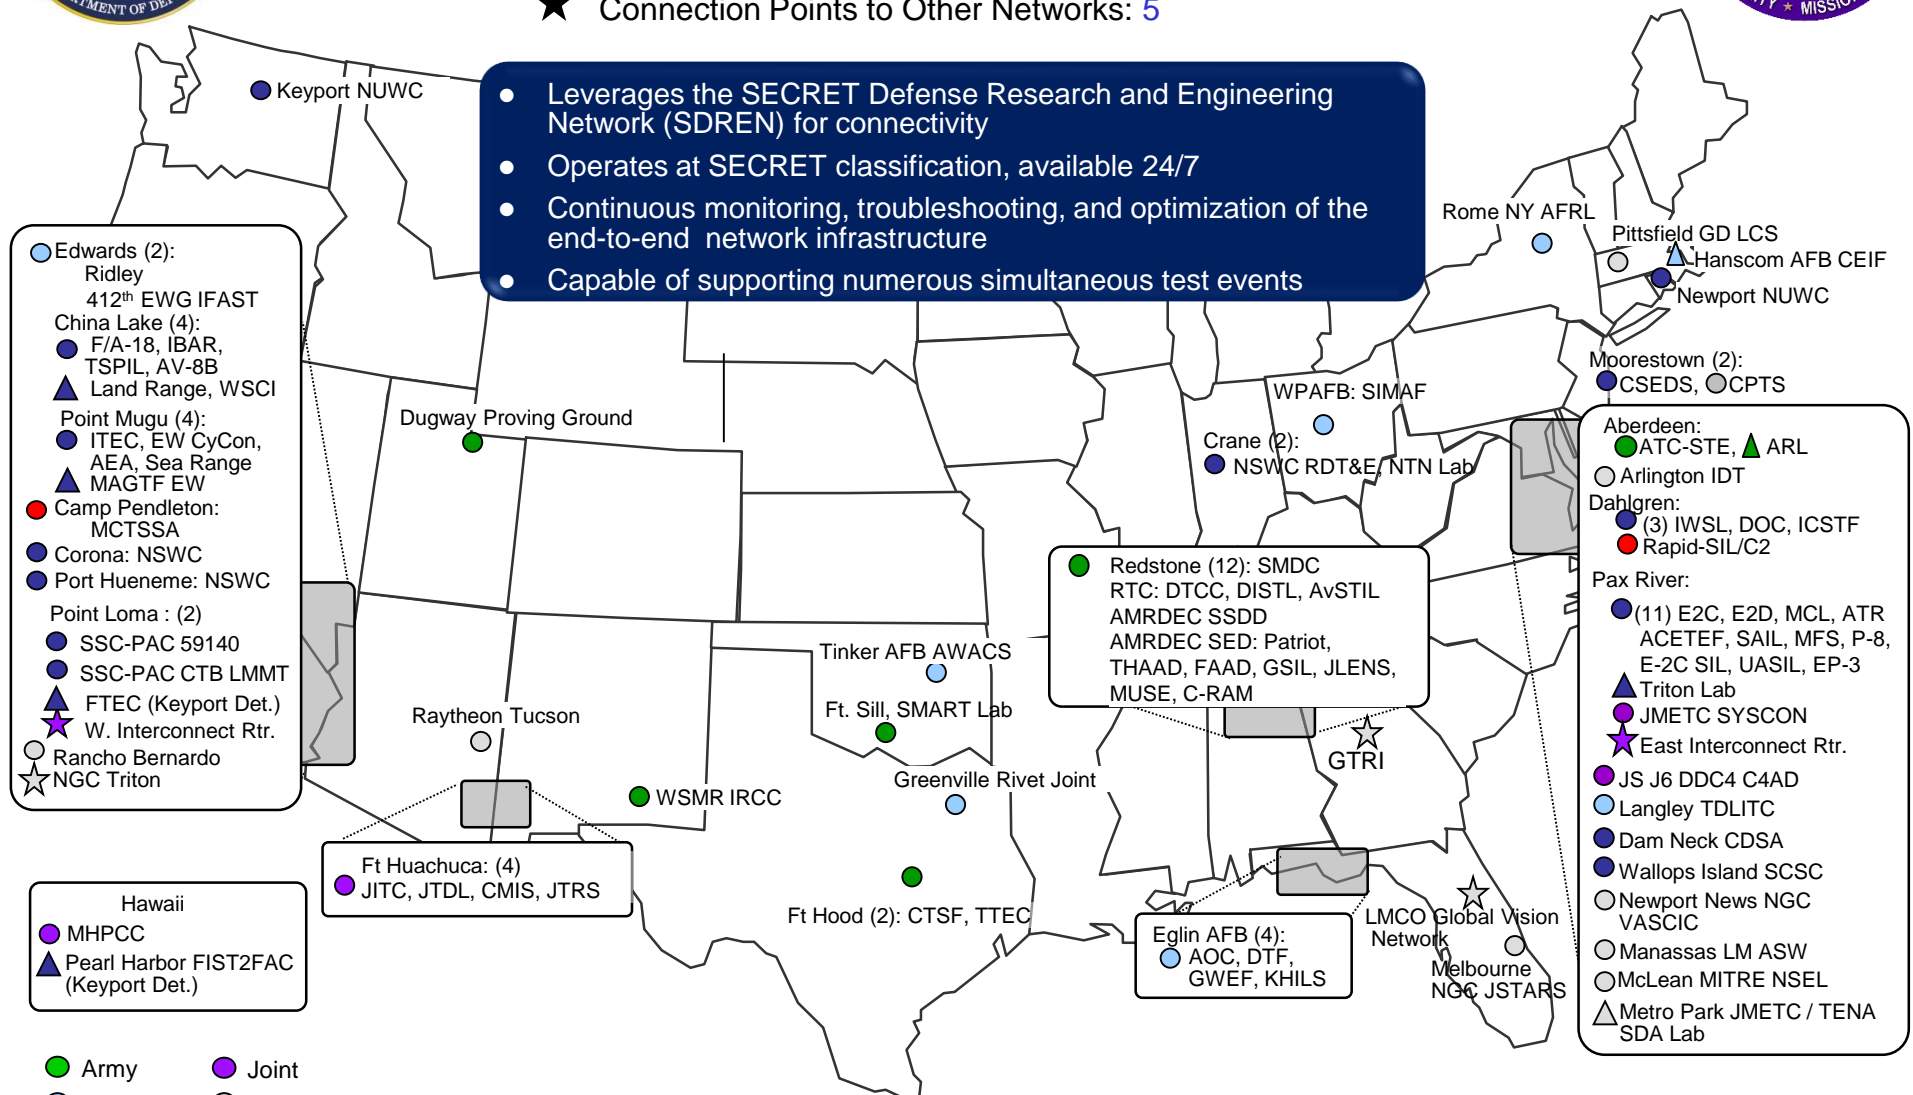 MENT OF DE
Connection Points to Other Networks: 5
MISSIO
Keyport NUWC
● Leverages the SECRET Defense Research and Engineering
Network (SDREN) for connectivity
● Operates at SECRET classification, available 24/7
● Continuous monitoring, troubleshooting, and optimization of the
end-to-end network infrastructure
● Capable of supporting numerous simultaneous test events
Rome NY AFRL
Pittsfield GD LCS
Hanscom AFB CEIF
Newport NUWC
Edwards (2):
Ridley
412th EWG IFAST
China Lake (4):
F/A-18, IBAR,
TSPIL, AV-8B
Land Range, WSCI
Point Mugu (4):
ITEC, EW CyCon,
AEA, Sea Range
MAGTF EW
Camp Pendleton:
MCTSSA
Corona: NSWC
Port Hueneme: NSWC
Point Loma : (2)
SSC-PAC 59140
SSC-PAC CTB LMMT
FTEC (Keyport Det.)
W. Interconnect Rtr.
Rancho Bernardo
NGC Triton
Dugway Proving Ground
WPAFB: SIMAF
Crane (2):
NSWC RDT&E, NTN Lab
Moorestown (2):
CSEDS, CPTS
Aberdeen:
ATC-STE, ARL
Arlington IDT
Dahlgren:
(3) IWSL, DOC, ICSTF
Rapid-SIL/C2
Pax River:
(11) E2C, E2D, MCL, ATR
ACETEF, SAIL, MFS, P-8,
E-2C SIL, UASIL, EP-3
Triton Lab
JMETC SYSCON
East Interconnect Rtr.
JS J6 DDC4 C4AD
Langley TDLITC
Dam Neck CDSA
Wallops Island SCSC
Newport News NGC
VASCIC
Manassas LM ASW
McLean MITRE NSEL
Metro Park JMETC / TENA
SDA Lab
Redstone (12): SMDC
RTC: DTCC, DISTL, AvSTIL
AMRDEC SSDD
AMRDEC SED: Patriot,
THAAD, FAAD, GSIL, JLENS,
MUSE, C-RAM
Tinker AFB AWACS
Ft. Sill, SMART Lab
Raytheon Tucson
GTRI
Greenville Rivet Joint
WSMR IRCC
Ft Huachuca: (4)
JITC, JTDL, CMIS, JTRS
Ft Hood (2): CTSF, TTEC
LMCO Global Vision
Network
Eglin AFB (4):
AOC, DTF,
GWEF, KHILS
Melbourne
NGC JSTARS
Hawaii
MHPCC
Pearl Harbor FIST2FAC
(Keyport Det.)
Army
Joint